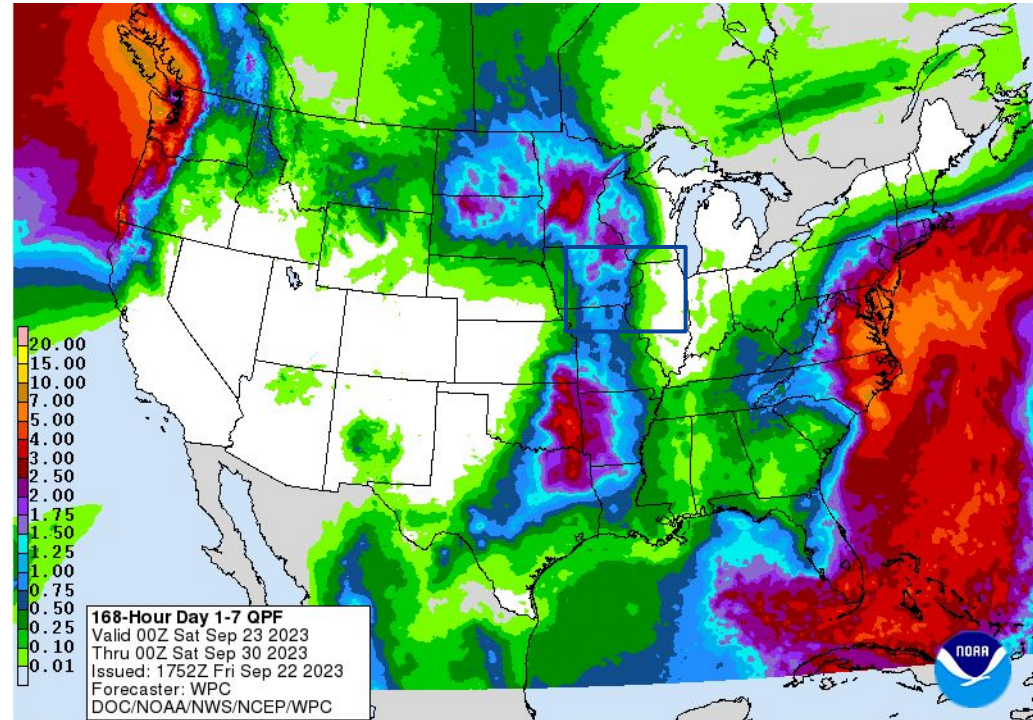 20.00
15.00
10.00
7.00
5.00
4.00
3.00
2.50
2.00
1.75
1.50
1.25
1.00
0.75
0.50
0.25
0.10
0.01
168-Hour Day 1-7 QPF
Valid 00Z Sat Sep 23 2023
Thru 00Z Sat Sep 30 2023
Issued: 1752Z Fri Sep 22 2023
Forecaster: WPC
DOC/NOAA/NWS/NCEP/WPC
NOAA